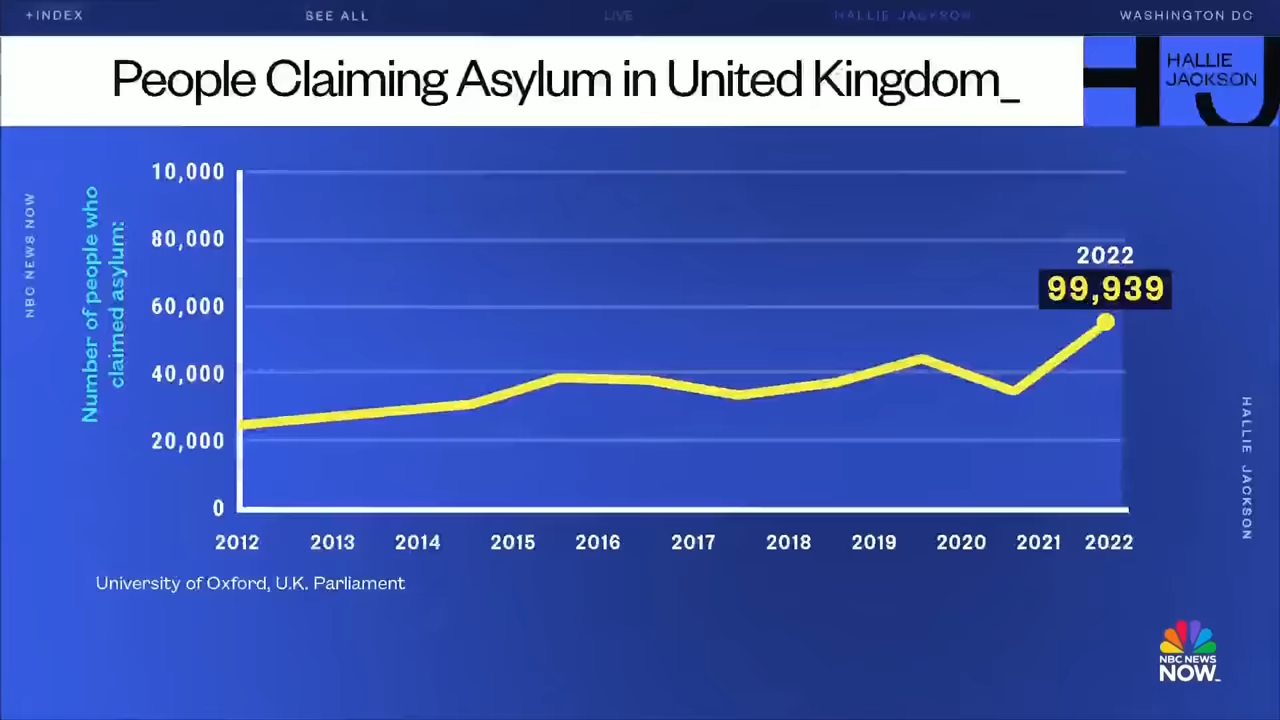 +INDEX
SEE ALL
LIVE
HALLIE JACKSON
WASHINGTON DC
People Claiming Asylum in United Kingdom_
HALLIE
JACKSON
NBC NEWS NOW
Number of people who
claimed asylum:
10,000
80,000
60,000
40,000
20,000
0
2022
99,939
2012
2013
2014
2015
2016
2017
2018
2019
2020
2021
2022
University of Oxford, U.K. Parliament
HALLIE JACKSON
NBC NEWS
NOW_